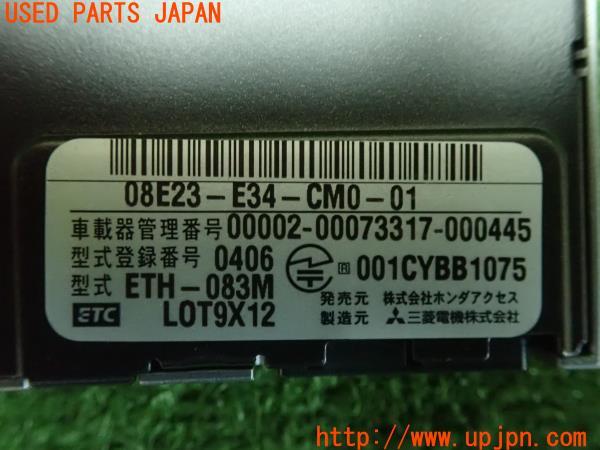 USED PARTS JAPAN
08E23-E34-CM0-01
車載器管理番号 00002-00073317-000445
型式登録番号 0406
R 001CYBB1075
型式 ETH-083M
ETC LOT9X12
発売元 株式会社ホンダアクセス
製造元 三菱電機株式会社
http://www.upjpn.com